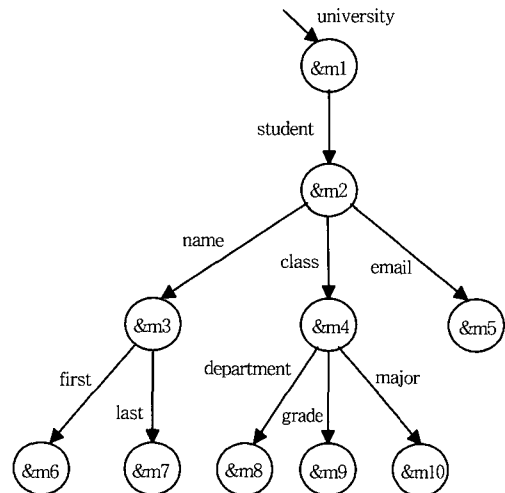 university
&m1
student
&m2
name
class
email
&m3
&m4
&m5
first
last
department
grade
major
&m6
&m7
&m8
&m9
&m10